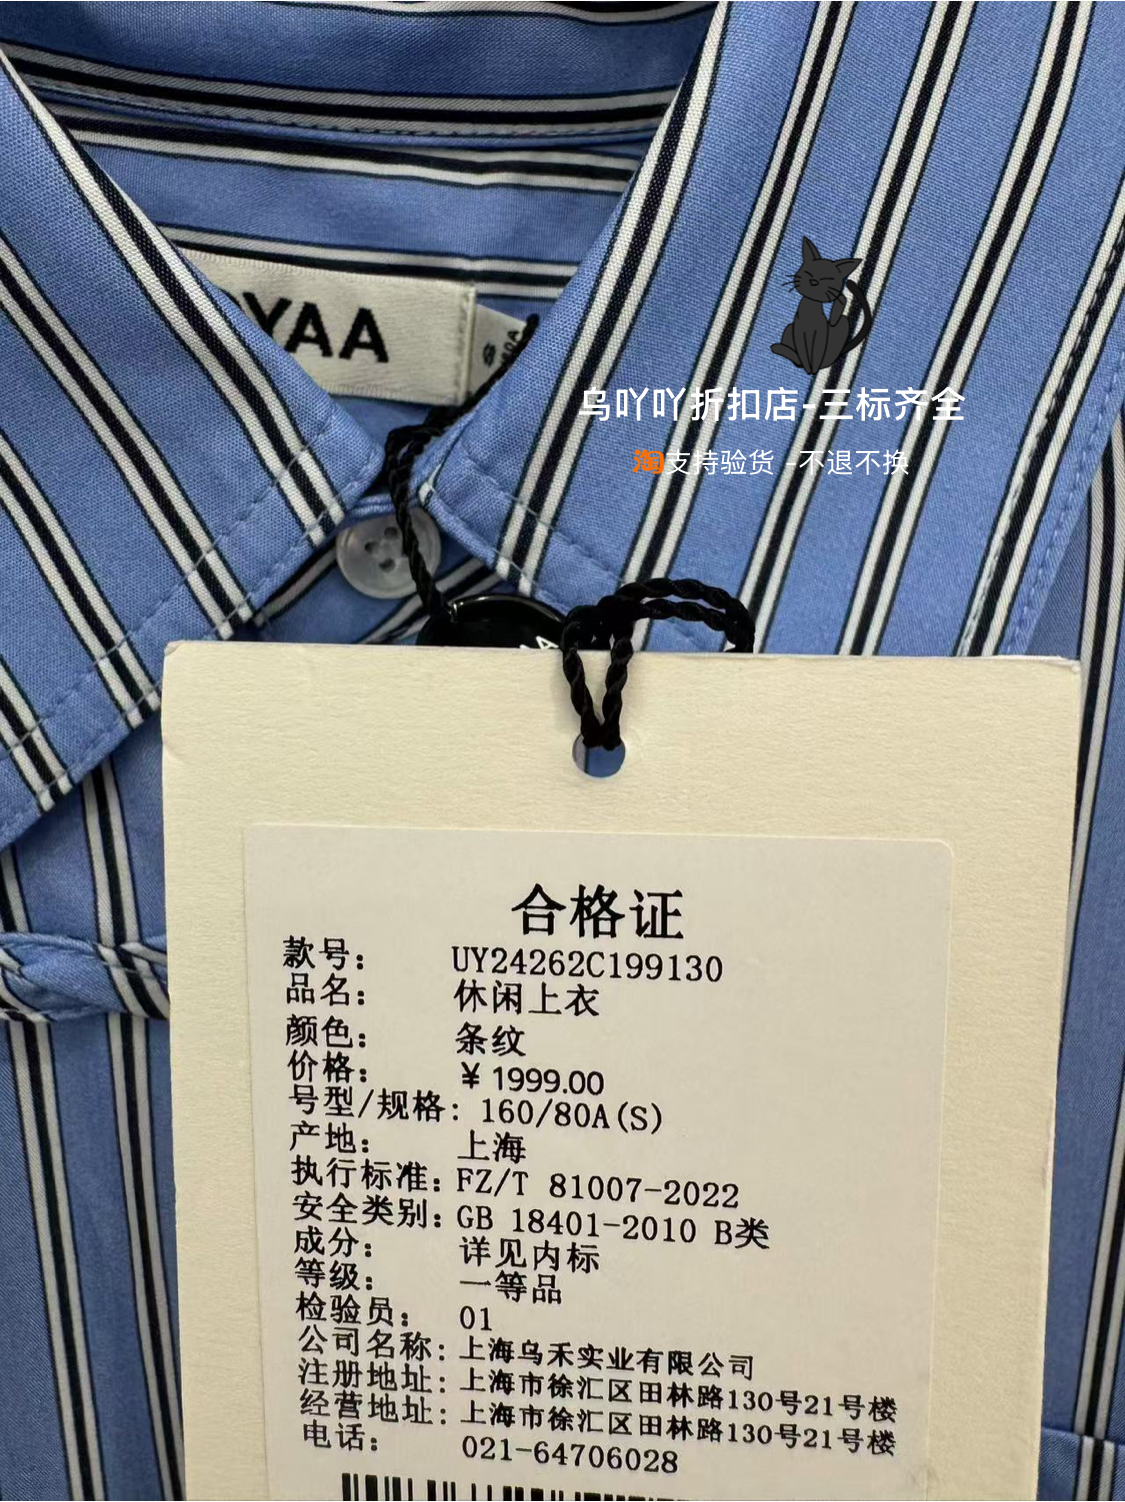 YAA
乌吖吖折扣店-三标齐全
淘支持验货 -不退不换
合格证
款号： UY24262C199130
品名： 休闲上衣
颜色： 条纹
价格： ¥1999.00
号型/规格: 160/80A(S)
产地： 上海
执行标准: FZ/T 81007-2022
安全类别: GB 18401-2010 B类
成分： 详见内标
等级： 一等品
检验员： 01
公司名称: 上海乌禾实业有限公司
注册地址: 上海市徐汇区田林路130号21号楼
经营地址: 上海市徐汇区田林路130号21号楼
电话： 021-64706028